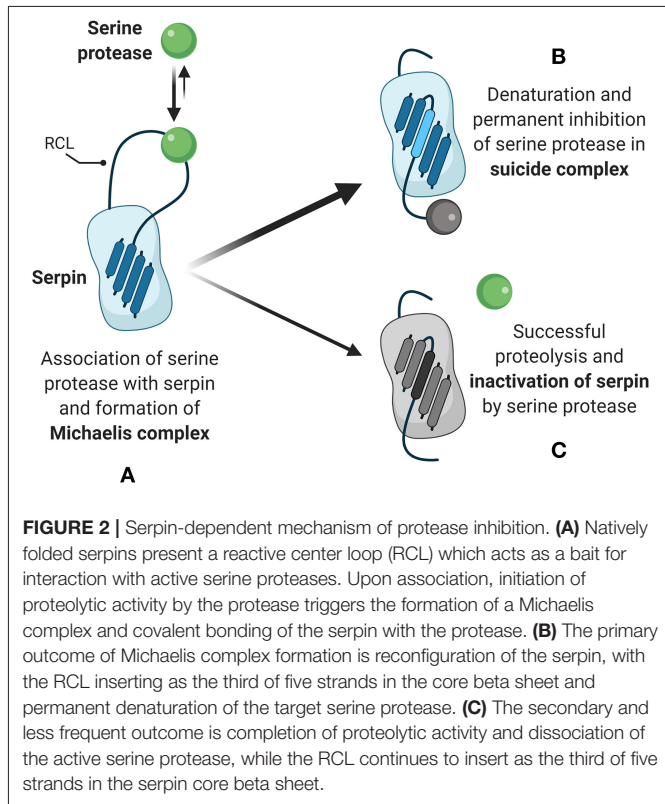 Serine
protease
RCL
Serpin
Association of serine
protease with serpin
and formation of
Michaelis complex
A
B
Denaturation and
permanent inhibition
of serine protease in
suicide complex
Successful
proteolysis and
inactivation of serpin
by serine protease
C
FIGURE 2 | Serpin-dependent mechanism of protease inhibition. (A) Natively
folded serpins present a reactive center loop (RCL) which acts as a bait for
interaction with active serine proteases. Upon association, initiation of
proteolytic activity by the protease triggers the formation of a Michaelis
complex and covalent bonding of the serpin with the protease. (B) The primary
outcome of Michaelis complex formation is reconfiguration of the serpin, with
the RCL inserting as the third of five strands in the core beta sheet and
permanent denaturation of the target serine protease. (C) The secondary and
less frequent outcome is completion of proteolytic activity and dissociation of
the active serine protease, while the RCL continues to insert as the third of five
strands in the serpin core beta sheet.